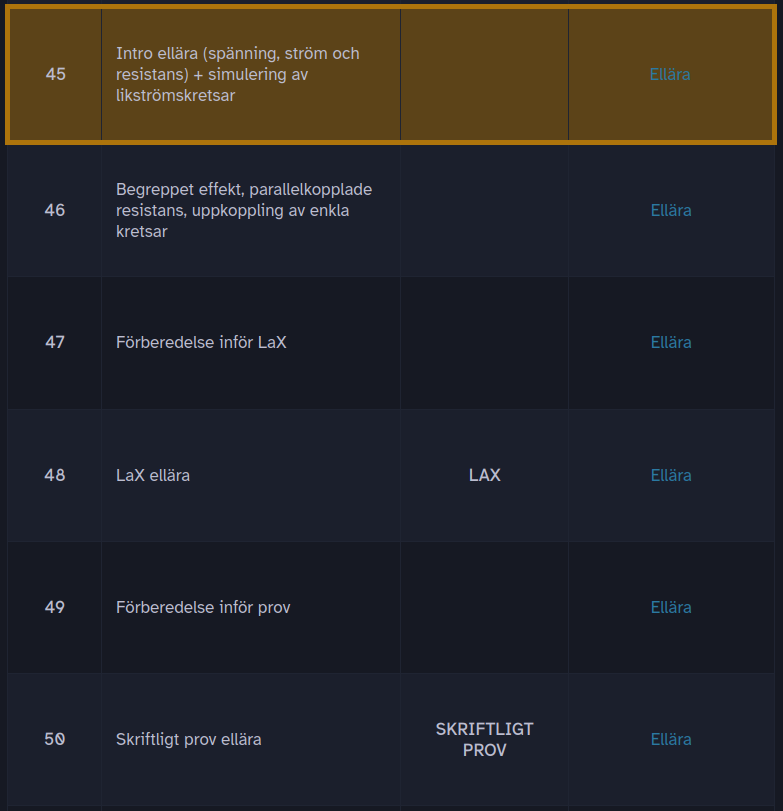 45
Intro ellära (spänning, ström och
resistans) + simulering av
likströmskretsar
Ellära
46
Begreppet effekt, parallelkopplade
resistans, uppkoppling av enkla
kretsar
Ellära
47
Förberedelse inför LaX
Ellära
48
LaX ellära
LAX
Ellära
49
Förberedelse inför prov
Ellära
50
Skriftligt prov ellära
SKRIFTLIGT
PROV
Ellära